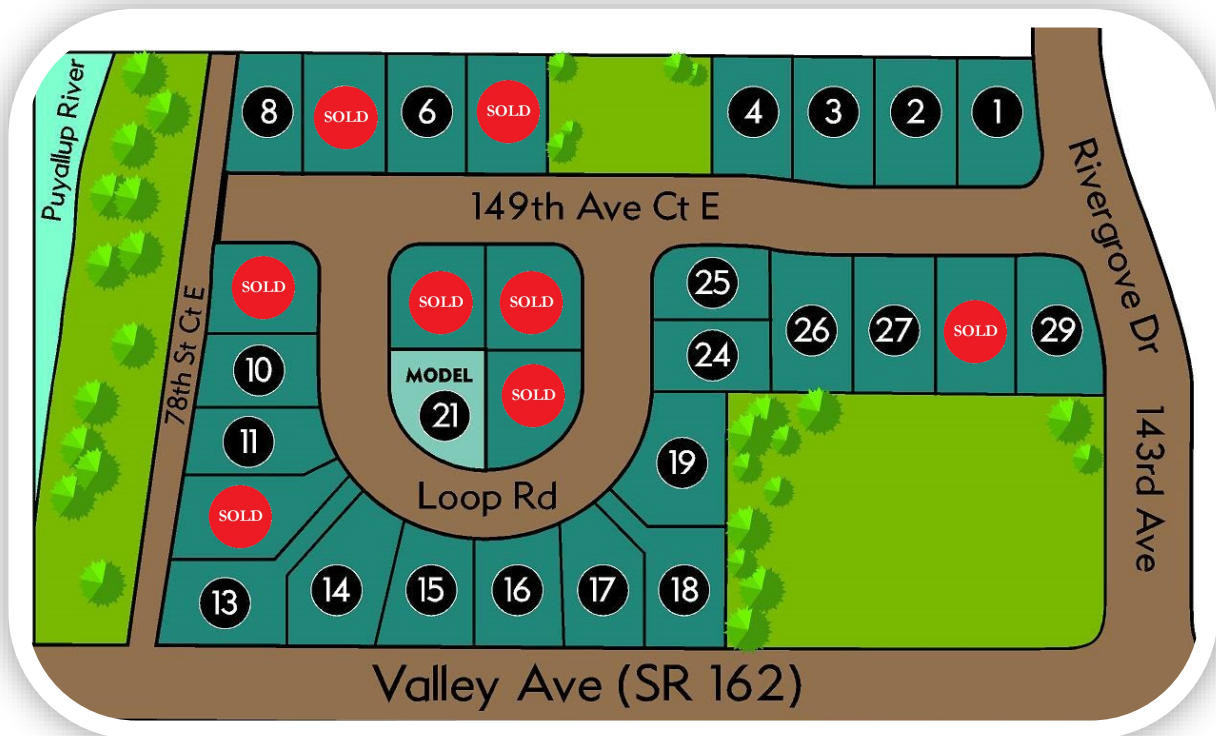 Puyallup River
8
SOLD
6
SOLD
4
3
2
1
149th Ave Ct E
Rivergrove Dr
78th St Ct E
SOLD
SOLD
SOLD
25
26
27
SOLD
29
10
MODEL
21
SOLD
24
11
19
143rd Ave
SOLD
Loop Rd
13
14
15
16
17
18
Valley Ave (SR 162)